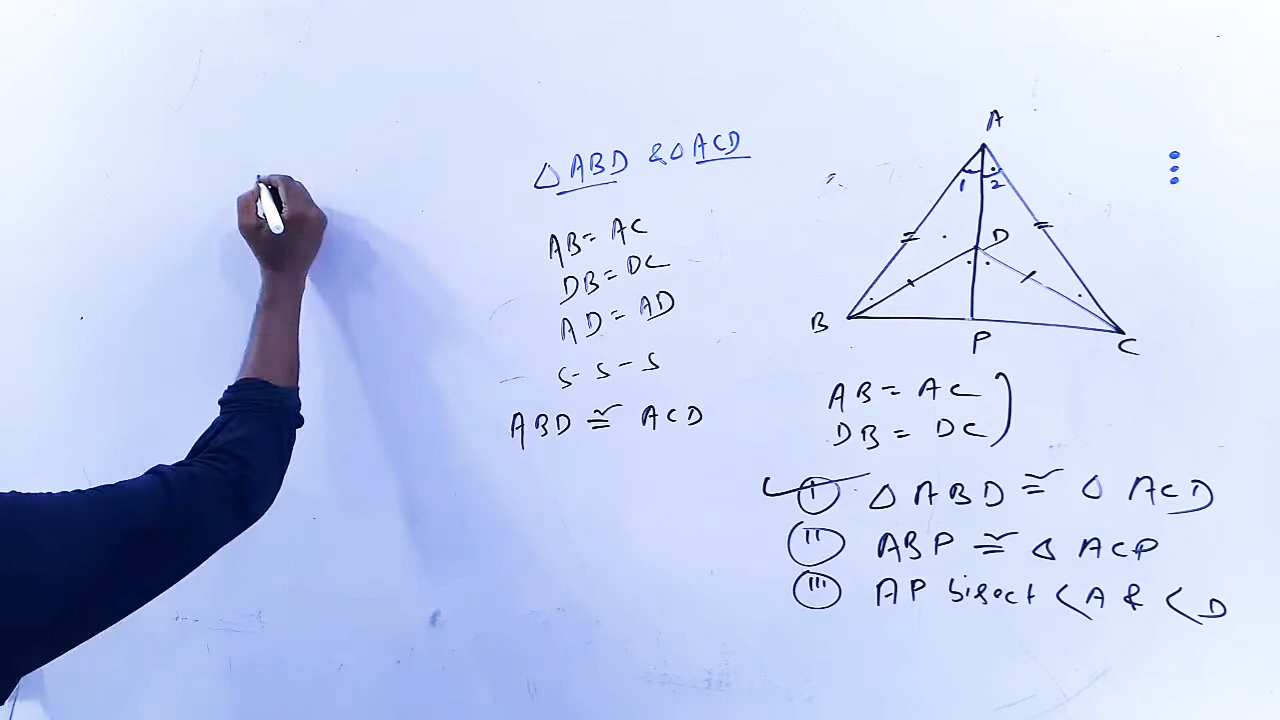 △ ABD & △ ACD
AB = AC
DB = DC
AD = AD
S - S - S
ABD ≅ ACD
A
1 2
D
B
P
C
AB = AC
DB = DC
I △ ABD ≅ △ ACD
II ABP ≅ △ ACP
III AP bisect <A & <D